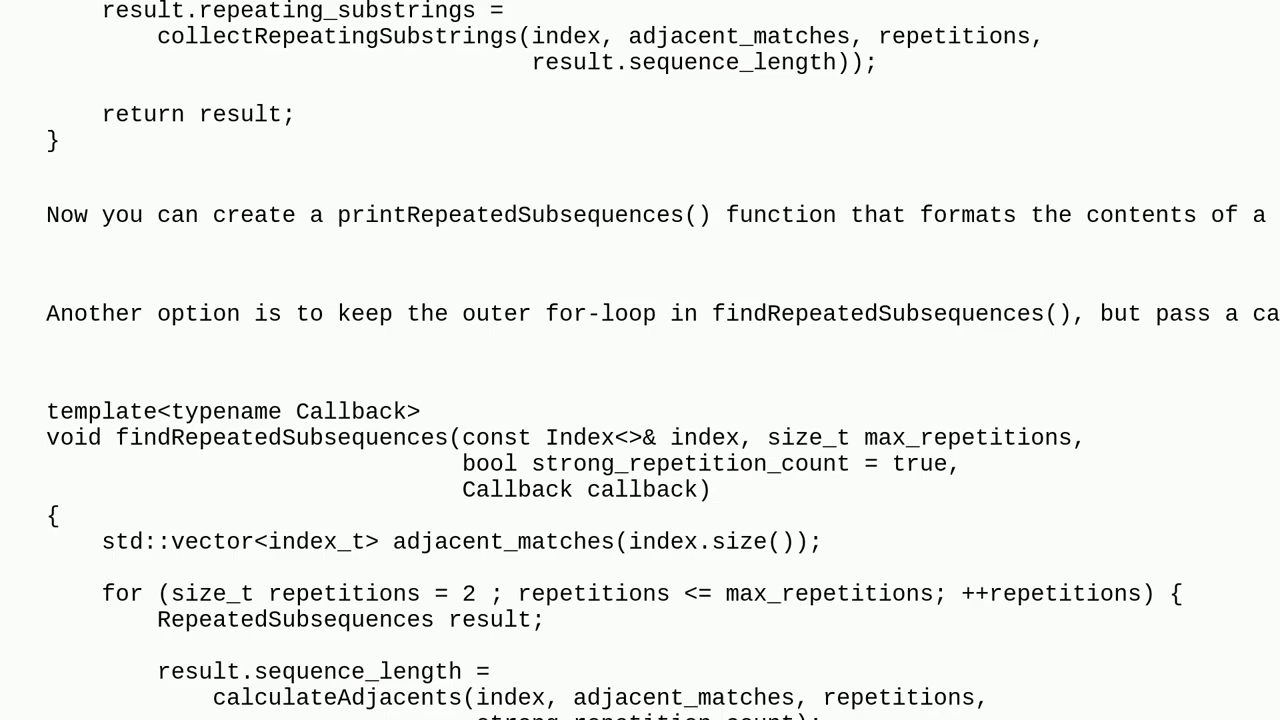 result.repeating_substrings =
collectRepeatingSubstrings(index, adjacent_matches, repetitions,
result.sequence_length));
return result;
}
Now you can create a printRepeatedSubsequences() function that formats the contents of a
Another option is to keep the outer for-loop in findRepeatedSubsequences(), but pass a ca
template<typename Callback>
void findRepeatedSubsequences(const Index<>& index, size_t max_repetitions,
bool strong_repetition_count = true,
Callback callback)
{
std::vector<index_t> adjacent_matches(index.size());
for (size_t repetitions = 2 ; repetitions <= max_repetitions; ++repetitions) {
RepeatedSubsequences result;
result.sequence_length =
calculateAdjacents(index, adjacent_matches, repetitions,
strong_repetition_count);